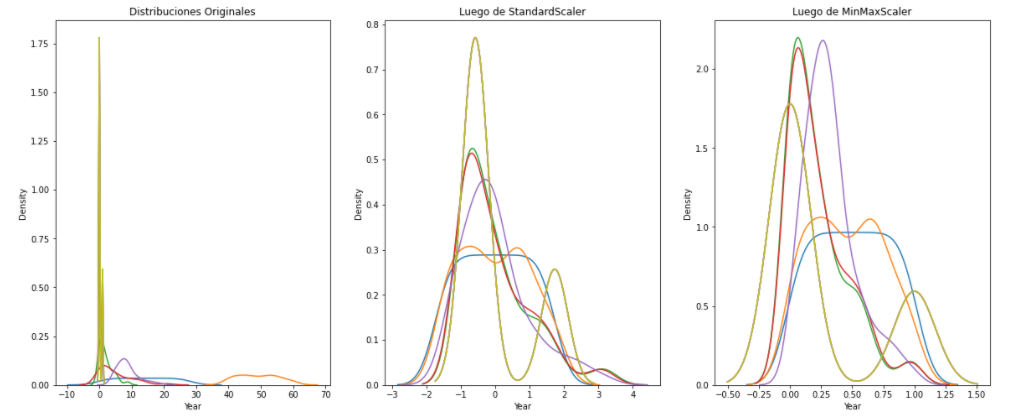 Distribuciones Originales
Density
1.75
1.50
1.25
1.00
0.75
0.50
0.25
0.00
−10 0 10 20 30 40 50 60 70
Year
Luego de StandardScaler
Density
0.8
0.7
0.6
0.5
0.4
0.3
0.2
0.1
0.0
−3 −2 −1 0 1 2 3 4
Year
Luego de MinMaxScaler
Density
2.0
1.5
1.0
0.5
0.0
−0.50 −0.25 0.00 0.25 0.50 0.75 1.00 1.25 1.50
Year